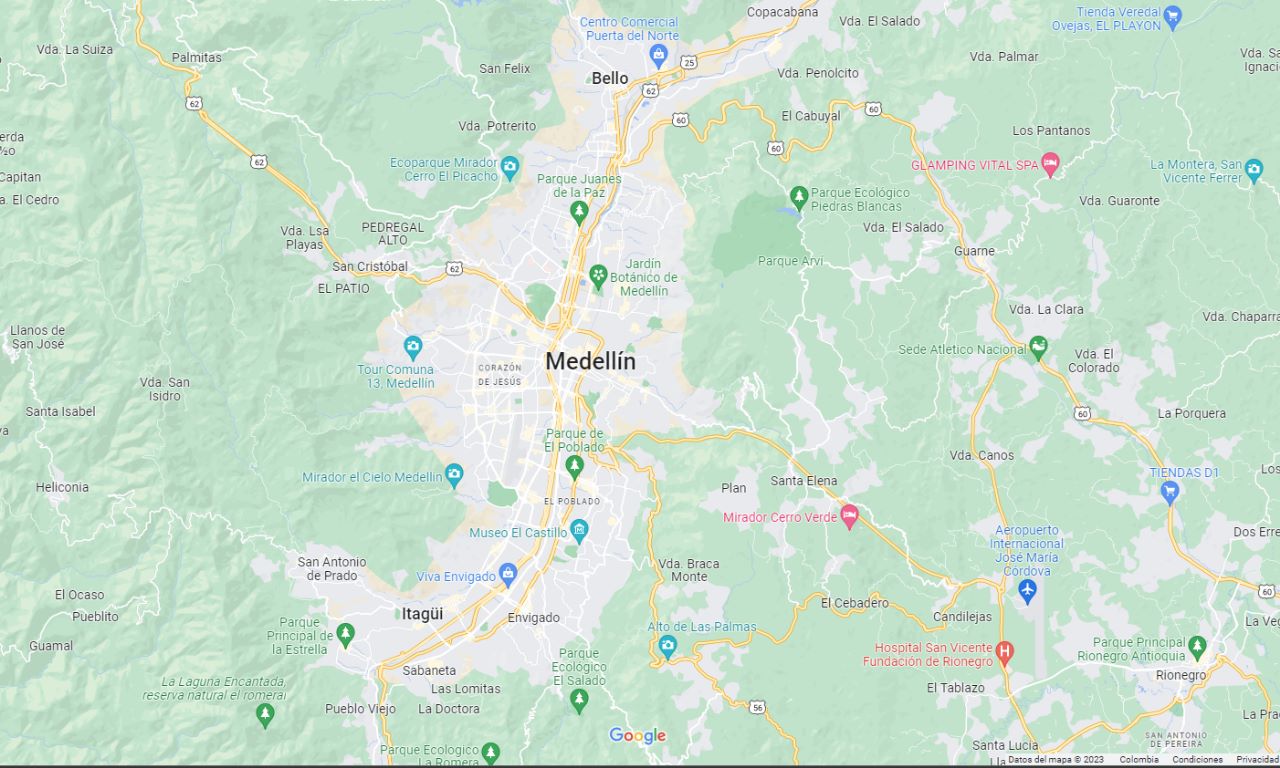 Copacabana
Tienda Veredal
Ovejas, EL PLAYON
Centro Comercial
Puerta del Norte
Vda. El Salado
Vda. La Suiza
Palmitas
San Felix
Bello
25
Vda. Penolcito
Vda. Palmar
62
62
60
60
60
El Cabuyal
Vda. Potrerito
Los Pantanos
62
Ecoparque Mirador
Cerro El Picacho
GLAMPING VITAL SPA
La Montera, San
Vicente Ferrer
Capitan
a. El Cedro
Parque Juanes
de la Paz
Parque Ecológico
Piedras Blancas
Vda. Guaronte
Vda. Lsa
Playas
PEDREGAL
ALTO
Vda. El Salado
Guarne
San Cristóbal
62
Jardín
Botánico de
Medellín
Parque Arvi
EL PATIO
Vda. La Clara
Vda. Chaparra
Llanos de
San José
Sede Atletico Nacional
Vda. El
Colorado
Medellín
Tour Comuna
13, Medellín
CORAZÓN
DE JESÚS
Vda. San
Isidro
Santa Isabel
60
La Porquera
Parque de
El Poblado
Vda. Canos
Mirador el Cielo Medellin
Heliconia
Plan
Santa Elena
TIENDAS D1
Los
EL POBLADO
Mirador Cerro Verde
Museo El Castillo
Aeropuerto
Internacional
José María
Córdova
Dos Erre
San Antonio
de Prado
Viva Envigado
Vda. Braca
Monte
El Ocaso
60
Pueblito
Itagüi
Envigado
El Cebadero
Candilejas
La Ve
Guamal
Parque
Principal de
la Estrella
Alto de Las Palmas
Hospital San Vicente
Fundación de Rionegro
Parque Principal
Rionegro Antioquia
Sabaneta
Parque
Ecológico
El Salado
Rionegro
La Laguna Encantada,
reserva natural el romeral
Las Lomitas
El Tablazo
Pueblo Viejo
La Doctora
56
La Pra
Google
Parque Ecologico
La Romera
Santa Lucia
SAN ANTONIO
DE PEREIRA
Lla
Datos del mapa © 2023
Colombia
Condiciones
Privacidad